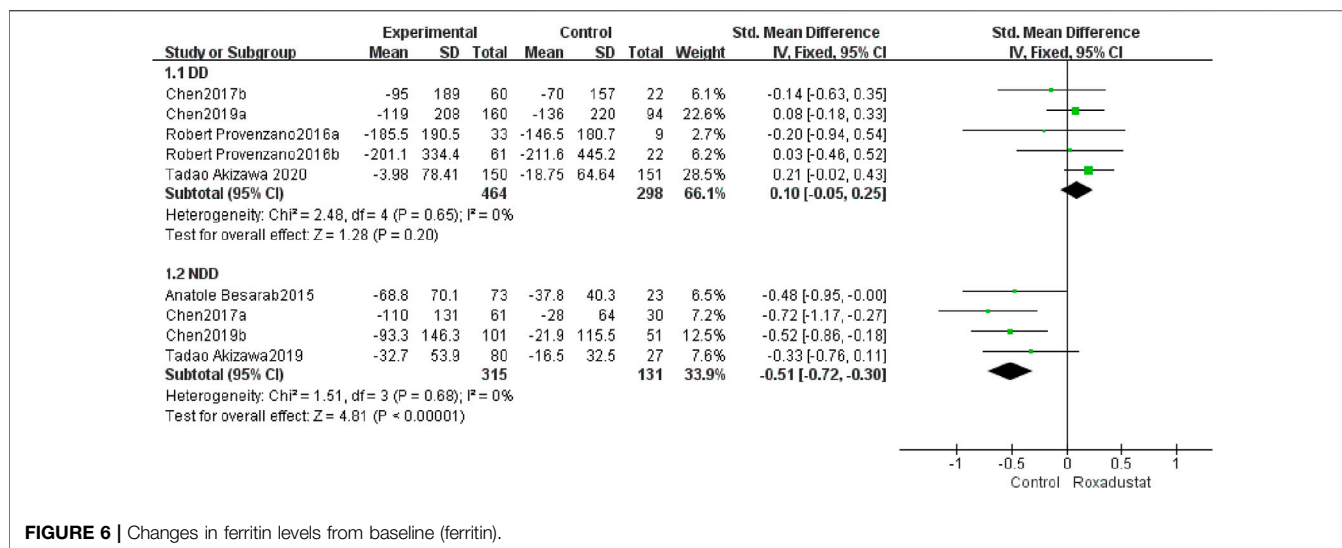 Experimental Control Std. Mean Difference Std. Mean Difference
Study or Subgroup Mean SD Total Mean SD Total Weight IV, Fixed, 95% CI IV, Fixed, 95% CI
1.1 DD
Chen2017b -95 189 60 -70 157 22 6.1% -0.14 [-0.63, 0.35]
Chen2019a -119 208 160 -136 220 94 22.6% 0.08 [-0.18, 0.33]
Robert Provenzano2016a -185.5 190.5 33 -146.5 180.7 9 2.7% -0.20 [-0.94, 0.54]
Robert Provenzano2016b -201.1 334.4 61 -211.6 445.2 22 6.2% 0.03 [-0.46, 0.52]
Tadao Akizawa 2020 -3.98 78.41 150 -18.75 64.64 151 28.5% 0.21 [-0.02, 0.43]
Subtotal (95% CI) 464 298 66.1% 0.10 [-0.05, 0.25]
Heterogeneity: Chi² = 2.48, df = 4 (P = 0.65); I² = 0%
Test for overall effect: Z = 1.28 (P = 0.20)
1.2 NDD
Anatole Besarab2015 -68.8 70.1 73 -37.8 40.3 23 6.5% -0.48 [-0.95, -0.00]
Chen2017a -110 131 61 -28 64 30 7.2% -0.72 [-1.17, -0.27]
Chen2019b -93.3 146.3 101 -21.9 115.5 51 12.5% -0.52 [-0.86, -0.18]
Tadao Akizawa2019 -32.7 53.9 80 -16.5 32.5 27 7.6% -0.33 [-0.76, 0.11]
Subtotal (95% CI) 315 131 33.9% -0.51 [-0.72, -0.30]
Heterogeneity: Chi² = 1.51, df = 3 (P = 0.68); I² = 0%
Test for overall effect: Z = 4.81 (P < 0.00001)
-1 -0.5 0 0.5 1
Control Roxadustat
FIGURE 6 | Changes in ferritin levels from baseline (ferritin).